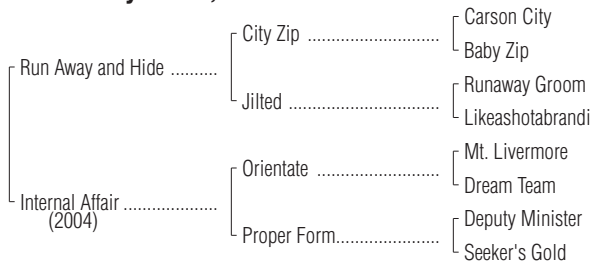 Carson City
City Zip ..........................
Baby Zip
Run Away and Hide ..........
Runaway Groom
Jilted ..............................
Likeashotabrandi
Mt. Livermore
Orientate ........................
Dream Team
Internal Affair ....................
(2004)
Deputy Minister
Proper Form.....................
Seeker's Gold